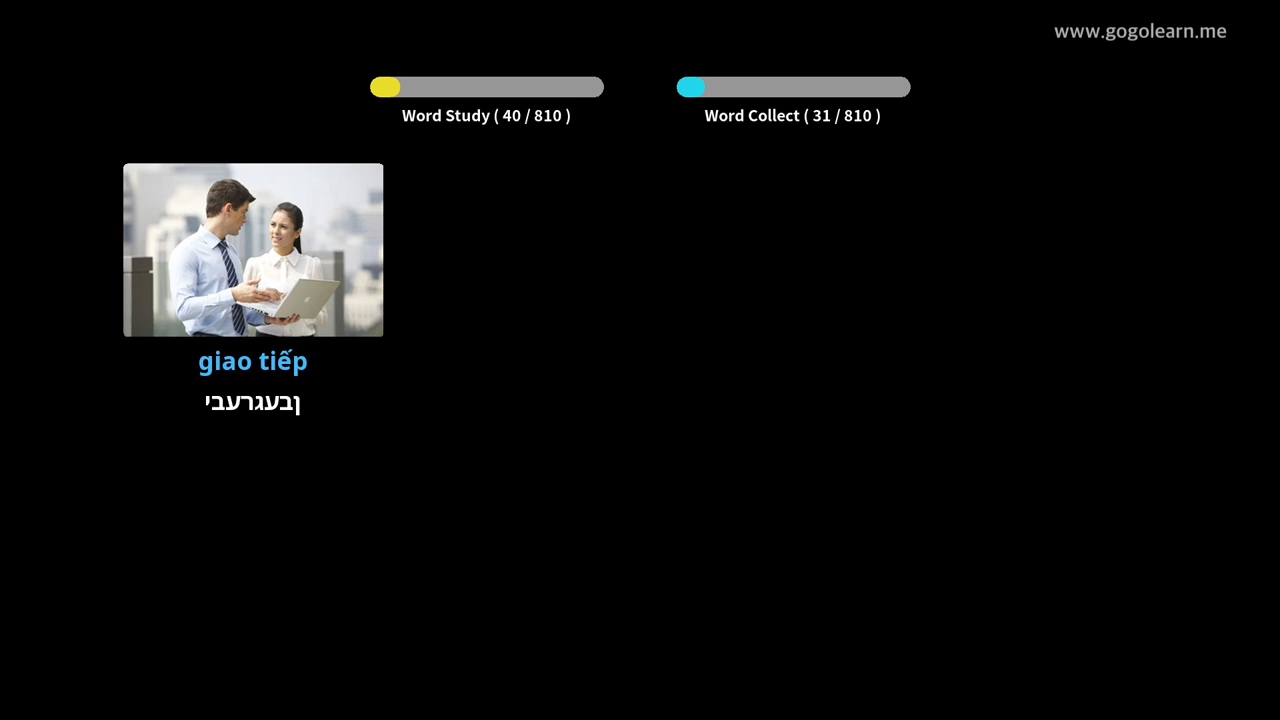 www.gogolearn.me
Word Study ( 40 / 810 )
Word Collect ( 31 / 810 )
giao tiếp
ןבעגרעבי